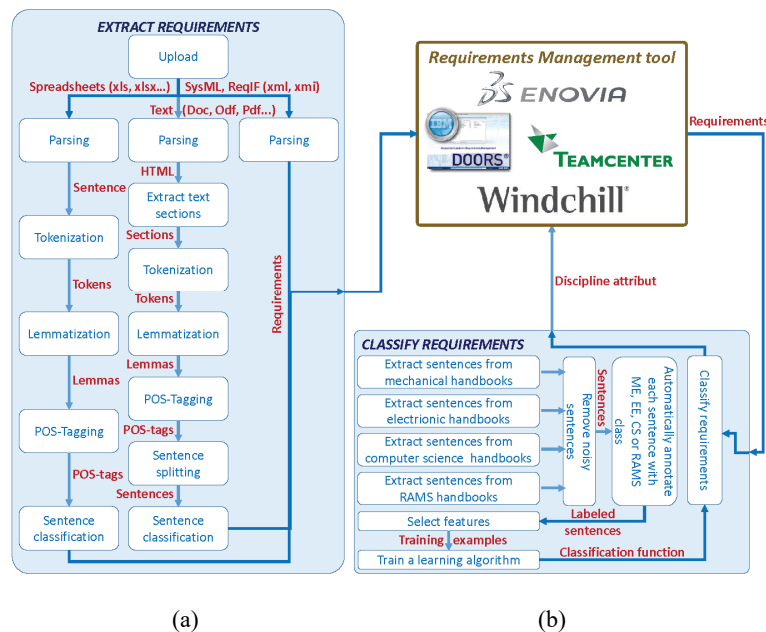 EXTRACT REQUIREMENTS
Upload
Spreadsheets (xls, xlsx...)
SysML, ReqIF (xml, xmi)
Text (Doc, Odf, Pdf...)
Parsing
Parsing
Parsing
HTML
Sentence
Extract text
sections
Sections
Tokenization
Tokenization
Tokens
Tokens
Lemmatization
Lemmatization
Lemmas
Lemmas
POS-Tagging
POS-Tagging
POS-tags
POS-tags
Sentence
splitting
Sentences
Sentence
classification
Sentence
classification
Requirements
Requirements Management tool
ENOVIA
IBM
DOORS®
TEAMCENTER
Windchill®
Requirements
Discipline attribut
CLASSIFY REQUIREMENTS
Extract sentences from
mechanical handbooks
Extract sentences from
electrionic handbooks
Extract sentences from
computer science handbooks
Extract sentences from
RAMS handbooks
Remove noisy
sentences
Sentences
Automatically annotate
each sentence with
ME, EE, CS or RAMS
class
Classify requirements
Labeled
sentences
Select features
Training examples
Train a learning algorithm
Classification function
(a)
(b)